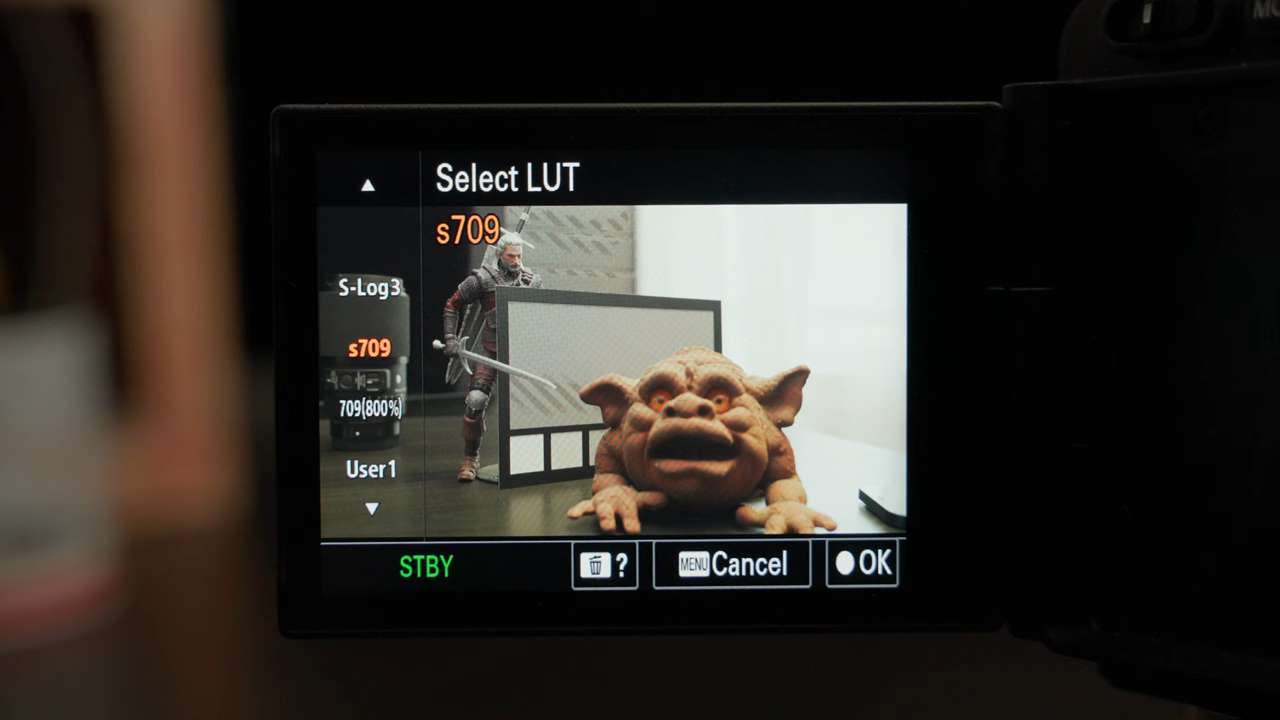 Select LUT
s709
S-Log3
s709
709(800%)
User1
STBY
?
MENU Cancel
OK